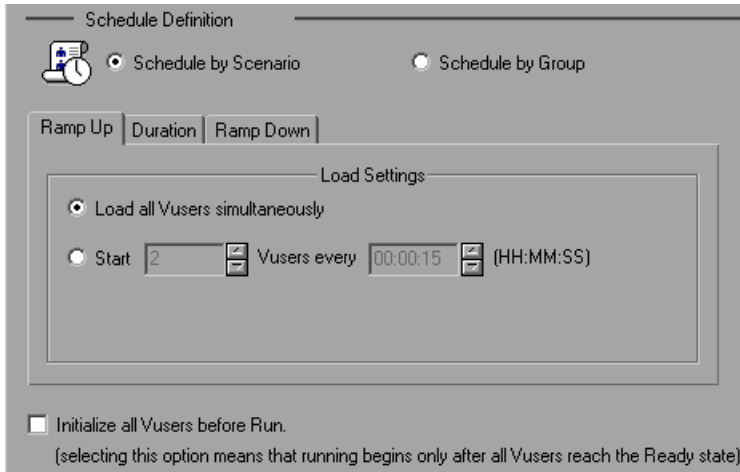 Schedule Definition
Schedule by Scenario Schedule by Group
Ramp Up Duration Ramp Down
Load Settings
Load all Vusers simultaneously
Start 2 Vusers every 00:00:15 (HH:MM:SS)
Initialize all Vusers before Run.
(selecting this option means that running begins only after all Vusers reach the Ready state)